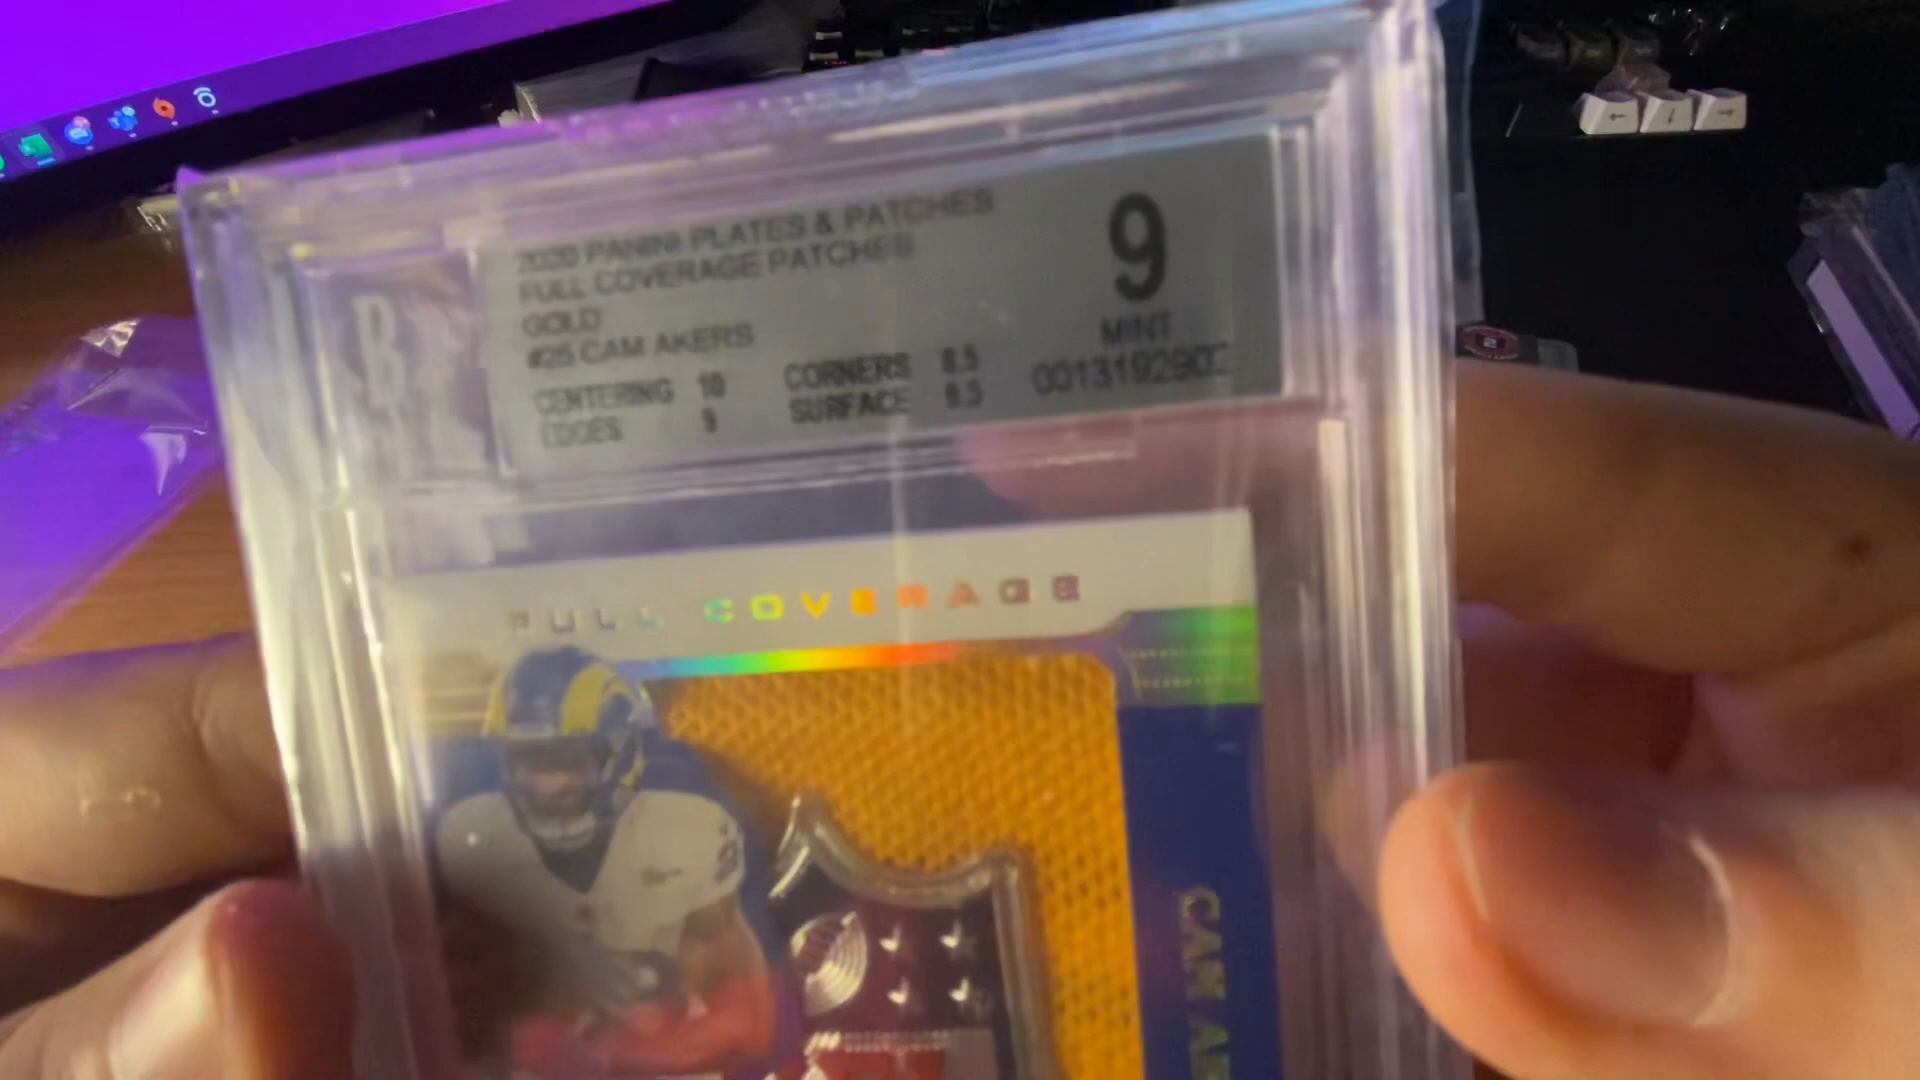 2020 PANINI PLATES & PATCHES
FULL COVERAGE PATCHES
GOLD
#25 CAM AKERS
CENTERING 10 CORNERS 8.5
EDGES 9 SURFACE 9.5
9
MINT
FULL COVERAGE
CAM